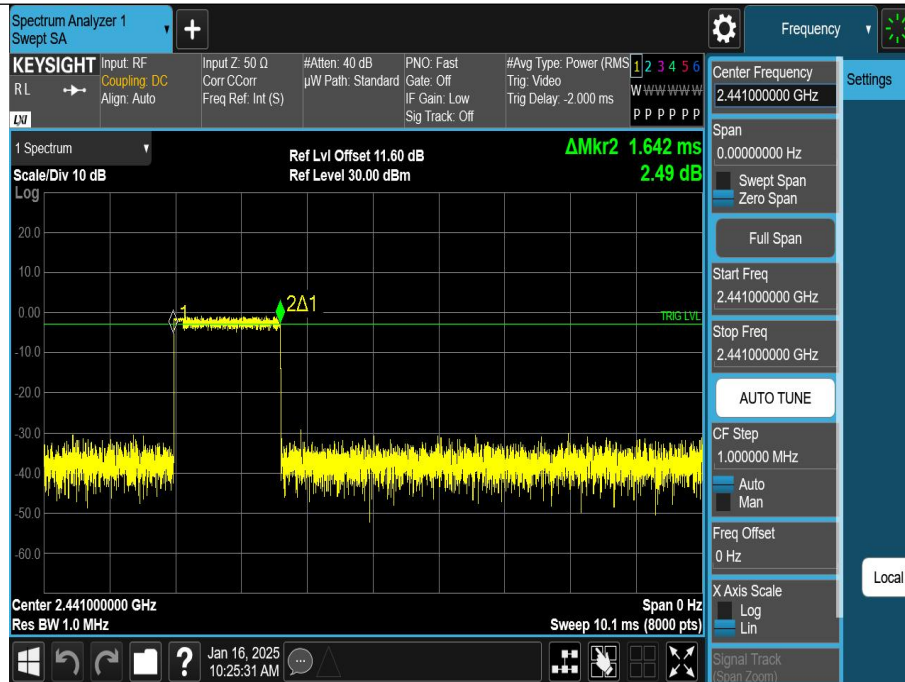 Spectrum Analyzer 1
Swept SA
+
Frequency
KEYSIGHT
R L
LXI
Input: RF
Coupling: DC
Align: Auto
Input Z: 50 Ω
Corr CCorr
Freq Ref: Int (S)
#Atten: 40 dB
µW Path: Standard
PNO: Fast
Gate: Off
IF Gain: Low
Sig Track: Off
#Avg Type: Power (RMS
Trig: Video
Trig Delay: -2.000 ms
1 2 3 4 5 6
W W W W W W
P P P P P P
1 Spectrum
Scale/Div 10 dB
Log
Ref Lvl Offset 11.60 dB
Ref Level 30.00 dBm
ΔMkr2 1.642 ms
2.49 dB
20.0
10.0
0.00
-10.0
-20.0
-30.0
-40.0
-50.0
-60.0
1
2Δ1
TRIG LVL
Center 2.441000000 GHz
Res BW 1.0 MHz
Span 0 Hz
Sweep 10.1 ms (8000 pts)
?
Jan 16, 2025
10:25:31 AM
Center Frequency
2.441000000 GHz
Span
0.00000000 Hz
Swept Span
Zero Span
Full Span
Start Freq
2.441000000 GHz
Stop Freq
2.441000000 GHz
AUTO TUNE
CF Step
1.000000 MHz
Auto
Man
Freq Offset
0 Hz
X Axis Scale
Log
Lin
Signal Track
(Span Zoom)
Settings
Local